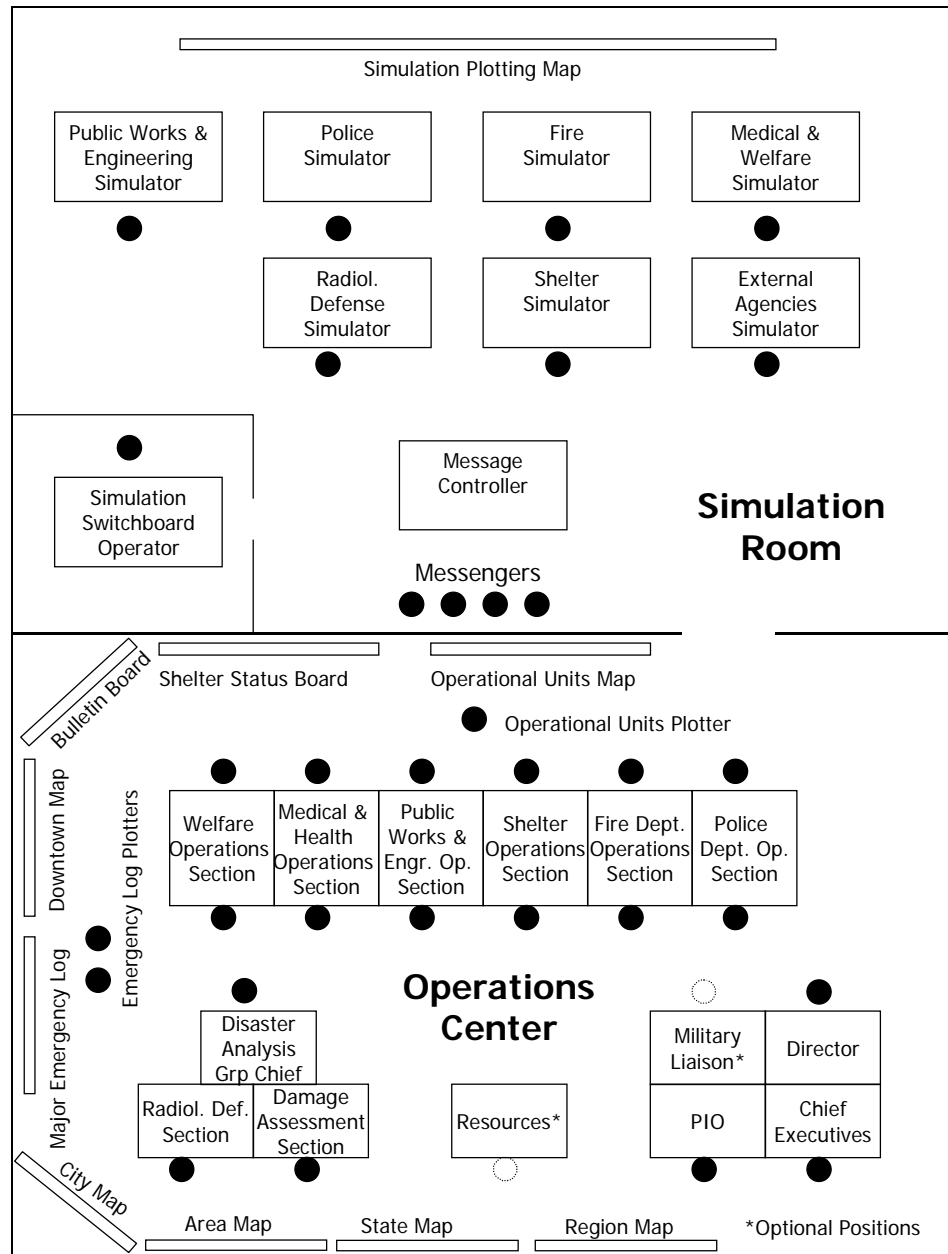 Simulation Plotting Map
Public Works &
Engineering
Simulator
Police
Simulator
Fire
Simulator
Medical &
Welfare
Simulator
Radiol.
Defense
Simulator
Shelter
Simulator
External
Agencies
Simulator
Simulation
Switchboard
Operator
Message
Controller
Simulation
Room
Messengers
Bulletin Board
Shelter Status Board
Operational Units Map
Operational Units Plotter
Downtown Map
Emergency Log Plotters
Welfare
Operations
Section
Medical &
Health
Operations
Section
Public
Works &
Engr. Op.
Section
Shelter
Operations
Section
Fire Dept.
Operations
Section
Police
Dept. Op.
Section
Major Emergency Log
Operations
Center
Disaster
Analysis
Grp Chief
Radiol. Def.
Section
Damage
Assessment
Section
Resources*
Military
Liaison*
Director
PIO
Chief
Executives
City Map
Area Map
State Map
Region Map
*Optional Positions